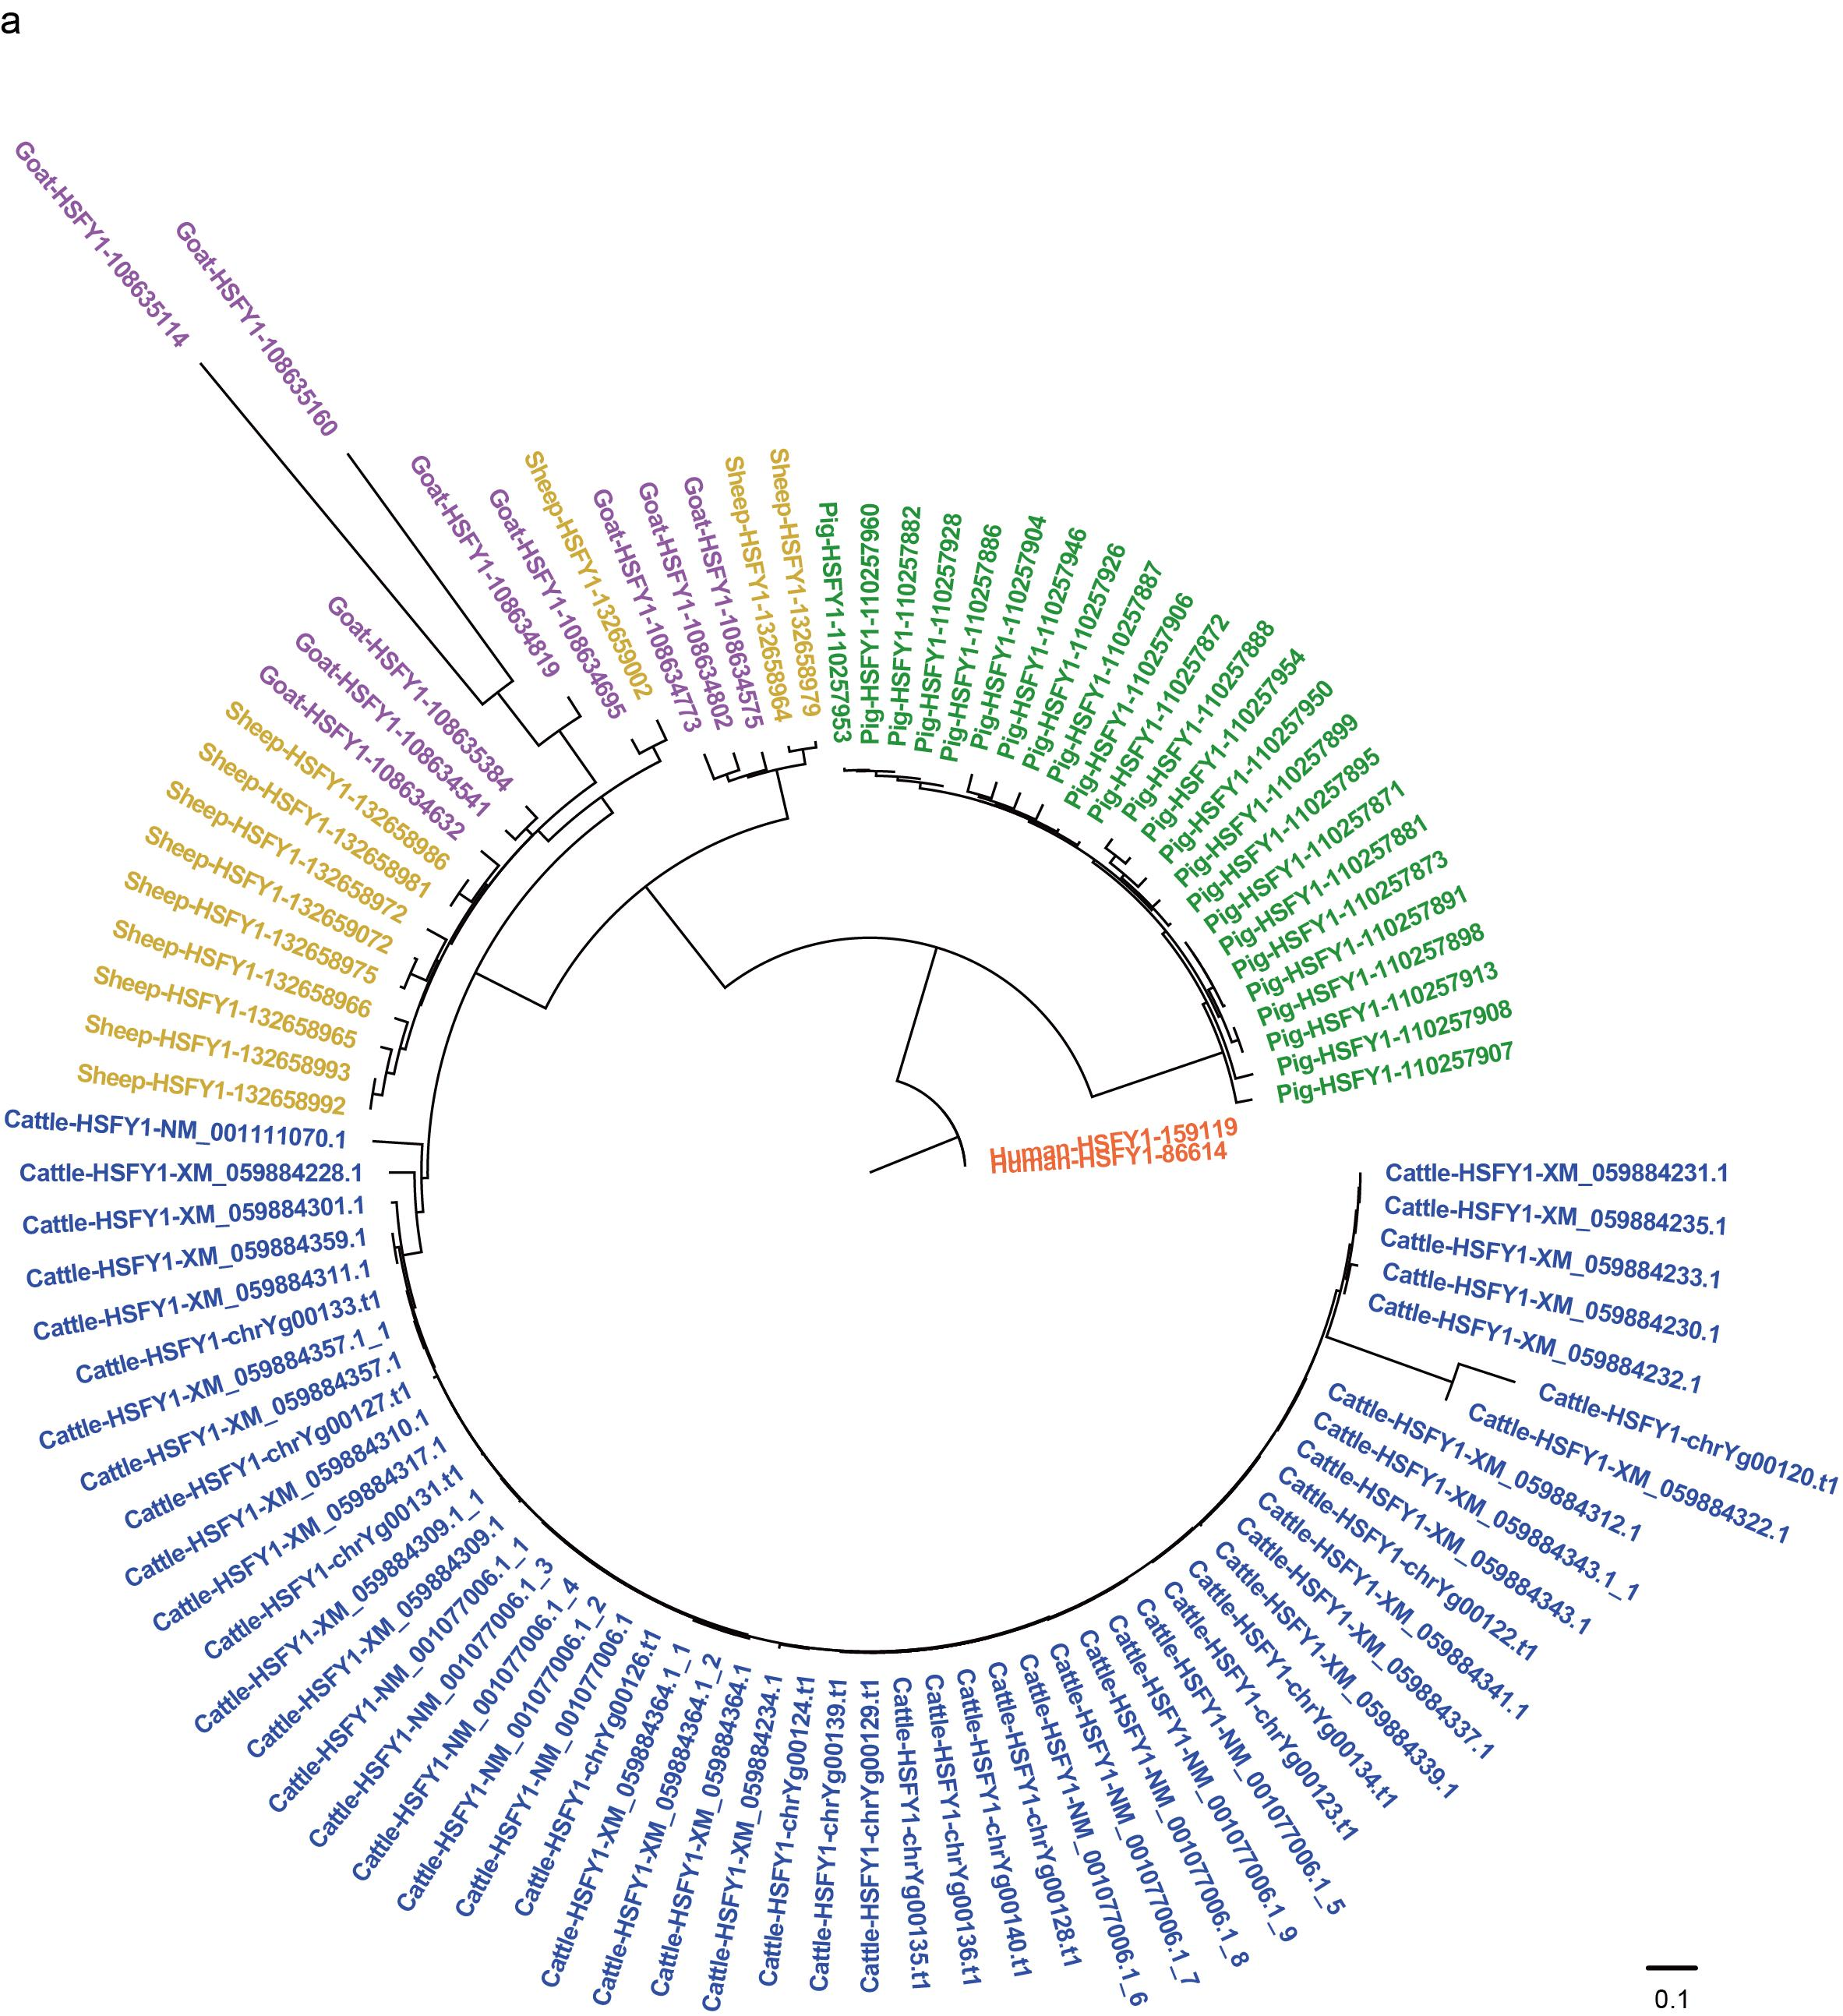 a
Goat-HSFY1-108635114
Goat-HSFY1-108635160
Goat-HSFY1-108634819
Goat-HSFY1-108634695
Sheep-HSFY1-132659002
Goat-HSFY1-108634773
Goat-HSFY1-108634802
Goat-HSFY1-108634575
Sheep-HSFY1-132658964
Sheep-HSFY1-132658979
Pig-HSFY1-110257953
Pig-HSFY1-110257960
Pig-HSFY1-110257882
Pig-HSFY1-110257928
Pig-HSFY1-110257886
Pig-HSFY1-110257904
Pig-HSFY1-110257946
Pig-HSFY1-110257926
Pig-HSFY1-110257887
Pig-HSFY1-110257906
Pig-HSFY1-110257872
Pig-HSFY1-110257888
Pig-HSFY1-110257954
Pig-HSFY1-110257950
Pig-HSFY1-110257899
Pig-HSFY1-110257895
Pig-HSFY1-110257871
Pig-HSFY1-110257881
Pig-HSFY1-110257873
Pig-HSFY1-110257891
Pig-HSFY1-110257898
Pig-HSFY1-110257913
Pig-HSFY1-110257908
Pig-HSFY1-110257907
Human-HSFY1-159119
Human-HSFY1-86614
Cattle-HSFY1-XM_059884231.1
Cattle-HSFY1-XM_059884235.1
Cattle-HSFY1-XM_059884233.1
Cattle-HSFY1-XM_059884230.1
Cattle-HSFY1-XM_059884232.1
Cattle-HSFY1-chrYg00120.t1
Cattle-HSFY1-XM_059884322.1
Cattle-HSFY1-XM_059884312.1
Cattle-HSFY1-XM_059884343.1_1
Cattle-HSFY1-XM_059884343.1
Cattle-HSFY1-chrYg00122.t1
Cattle-HSFY1-XM_059884341.1
Cattle-HSFY1-XM_059884337.1
Cattle-HSFY1-XM_059884339.1
Cattle-HSFY1-chrYg00134.t1
Cattle-HSFY1-chrYg00123.t1
Cattle-HSFY1-NM_001077006.1_5
Cattle-HSFY1-NM_001077006.1_9
Cattle-HSFY1-NM_001077006.1_8
Cattle-HSFY1-NM_001077006.1_7
Cattle-HSFY1-NM_001077006.1_6
Cattle-HSFY1-chrYg00128.t1
Cattle-HSFY1-chrYg00140.t1
Cattle-HSFY1-chrYg00136.t1
Cattle-HSFY1-chrYg00135.t1
Cattle-HSFY1-chrYg00129.t1
Cattle-HSFY1-chrYg00139.t1
Cattle-HSFY1-chrYg00124.t1
Cattle-HSFY1-XM_059884234.1
Cattle-HSFY1-XM_059884364.1
Cattle-HSFY1-XM_059884364.1_2
Cattle-HSFY1-XM_059884364.1_1
Cattle-HSFY1-chrYg00126.t1
Cattle-HSFY1-NM_001077006.1
Cattle-HSFY1-NM_001077006.1_2
Cattle-HSFY1-NM_001077006.1_4
Cattle-HSFY1-NM_001077006.1_3
Cattle-HSFY1-NM_001077006.1_1
Cattle-HSFY1-XM_059884309.1
Cattle-HSFY1-XM_059884309.1_1
Cattle-HSFY1-chrYg00131.t1
Cattle-HSFY1-XM_059884317.1
Cattle-HSFY1-XM_059884310.1
Cattle-HSFY1-chrYg00127.t1
Cattle-HSFY1-XM_059884357.1
Cattle-HSFY1-XM_059884357.1_1
Cattle-HSFY1-chrYg00133.t1
Cattle-HSFY1-XM_059884311.1
Cattle-HSFY1-XM_059884359.1
Cattle-HSFY1-XM_059884301.1
Cattle-HSFY1-XM_059884228.1
Cattle-HSFY1-NM_001111070.1
Sheep-HSFY1-132658992
Sheep-HSFY1-132658993
Sheep-HSFY1-132658965
Sheep-HSFY1-132658966
Sheep-HSFY1-132658975
Sheep-HSFY1-132659072
Sheep-HSFY1-132658972
Sheep-HSFY1-132658981
Sheep-HSFY1-132658986
Goat-HSFY1-108634632
Goat-HSFY1-108634541
Goat-HSFY1-108635384
0.1